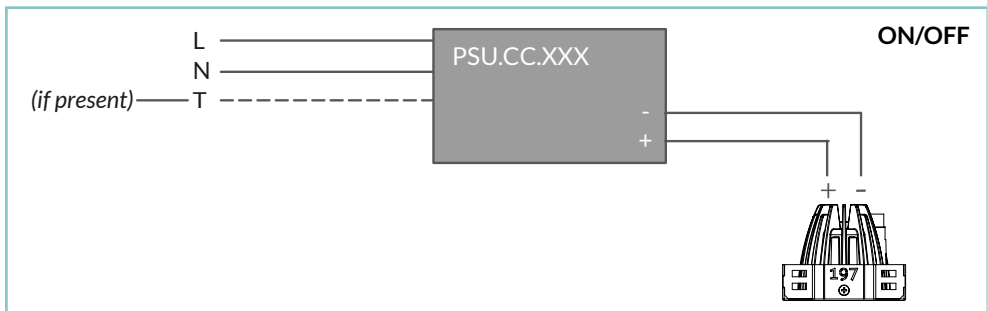 ON/OFF
L
PSU.CC.XXX
N
(if present) T
-
+
+ -
197